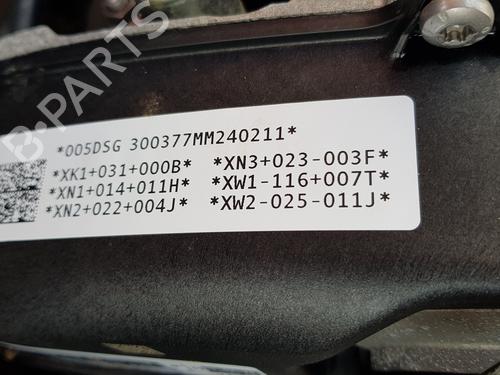 *005DSG 300377MM240211*
*XK1+031+000B* *XN3+023-003F*
*XN1+014+011H* *XW1-116+007T*
*XN2+022+004J* *XW2-025-011J*
B-PARTS